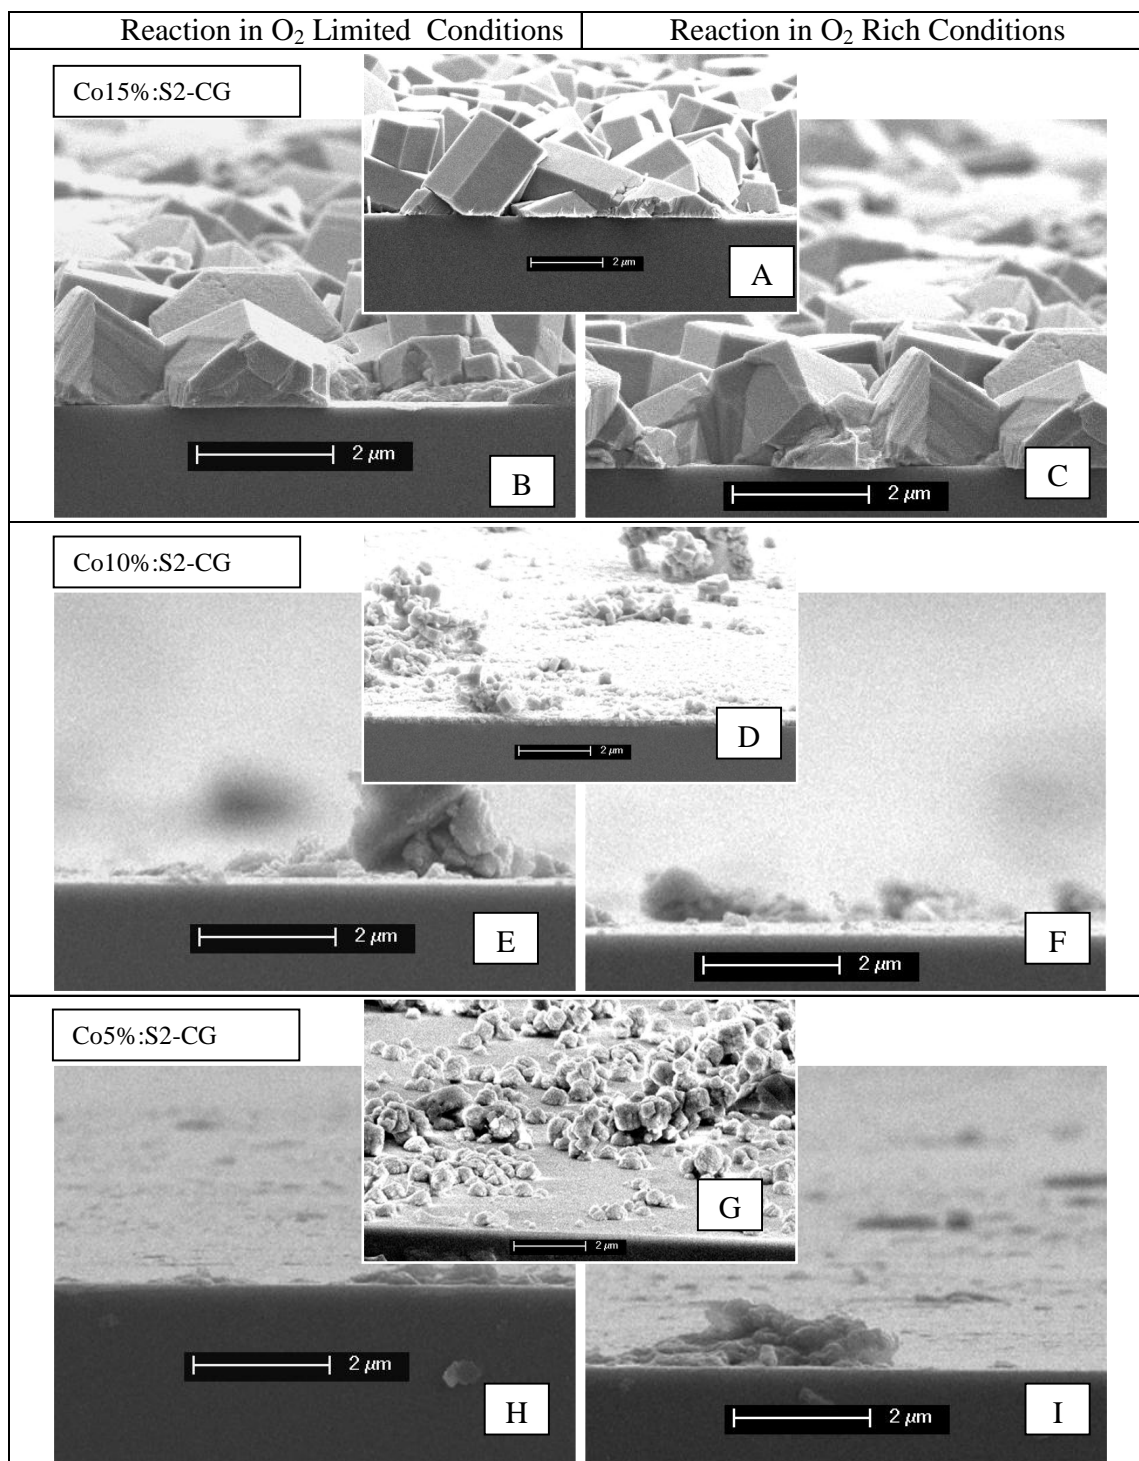 Reaction in O₂ Limited Conditions
Reaction in O₂ Rich Conditions
Co15%:S2-CG
2 μm
A
2 μm
B
2 μm
C
Co10%:S2-CG
2 μm
D
2 μm
E
2 μm
F
Co5%:S2-CG
2 μm
G
2 μm
H
2 μm
I